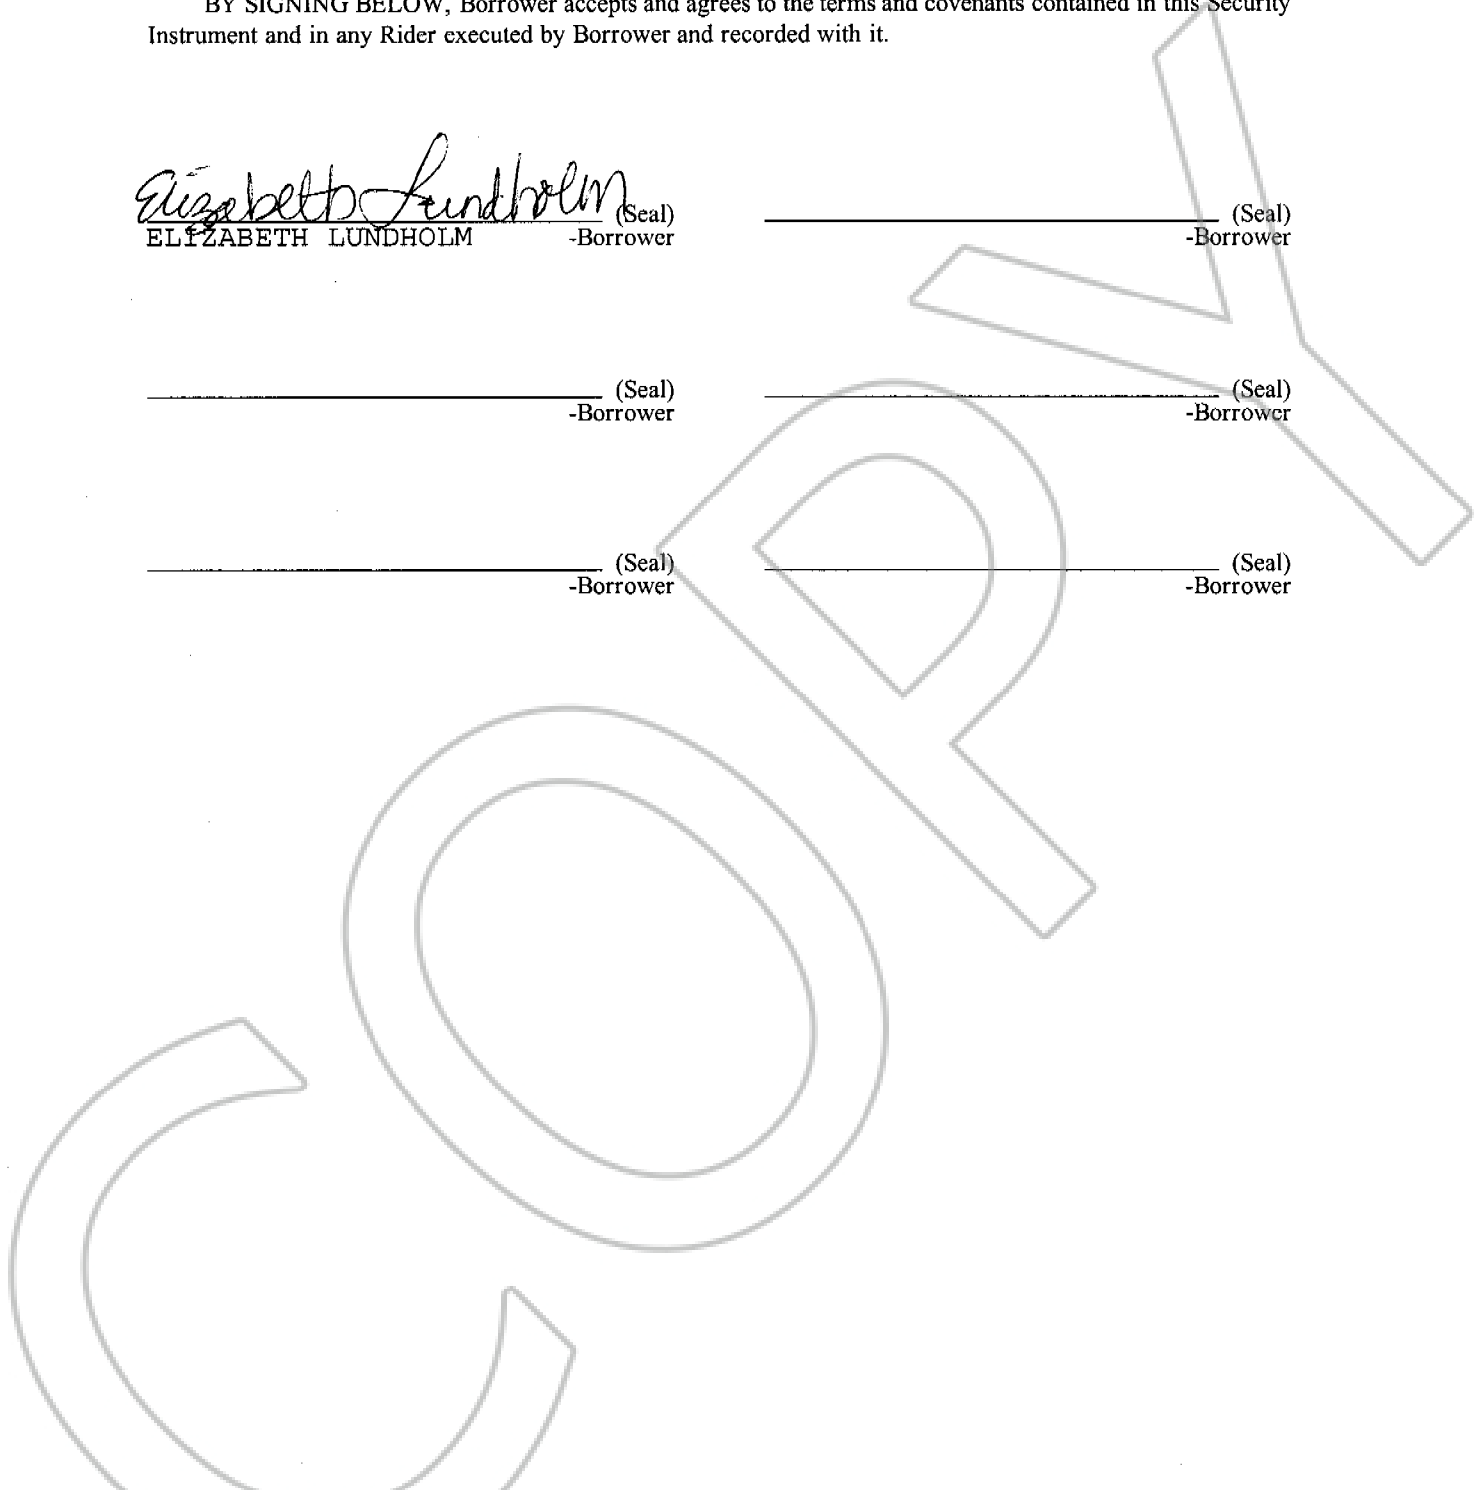 BY SIGNING BELOW, Borrower accepts and agrees to the terms and covenants contained in this Security
Instrument and in any Rider executed by Borrower and recorded with it.
Elizabeth Lundholm (Seal)
ELIZABETH LUNDHOLM -Borrower
(Seal)
-Borrower
(Seal)
-Borrower
(Seal)
-Borrower
(Seal)
-Borrower
(Seal)
-Borrower
COPY